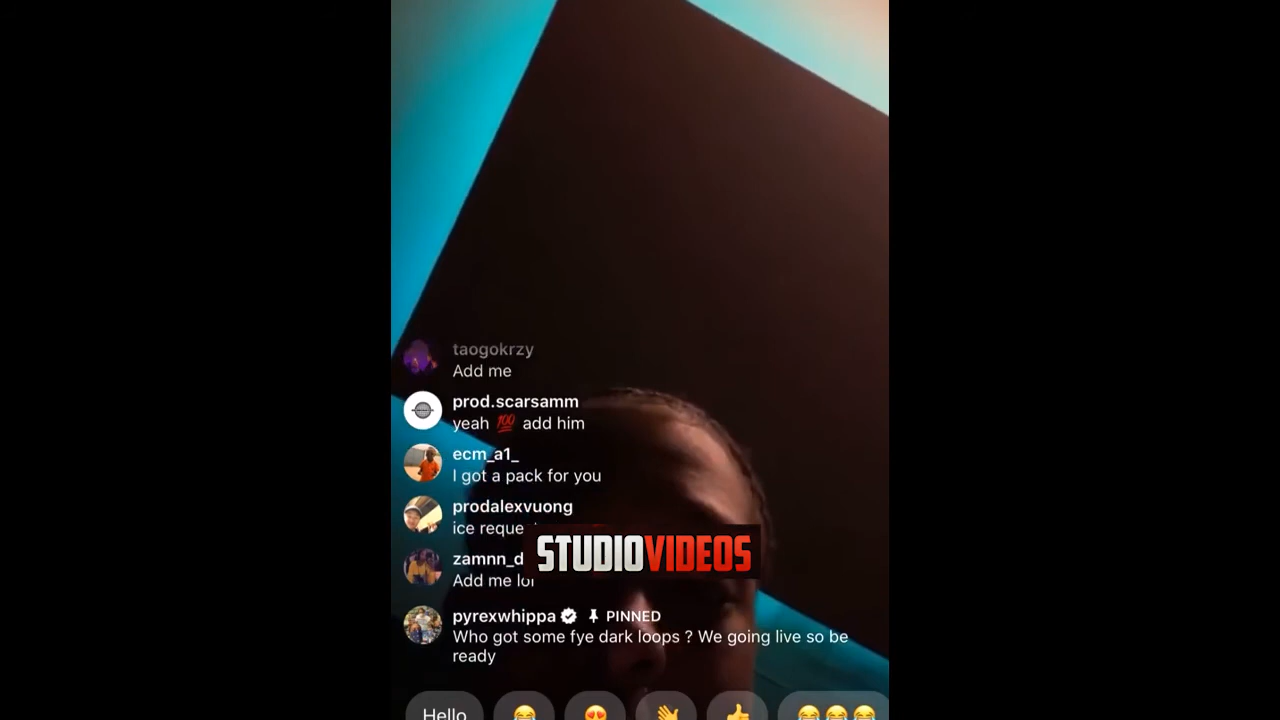 taogokrzy
Add me
prod.scarsamm
yeah 💯 add him
ecm_a1_
I got a pack for you
prodalexvuong
ice reque
STUDIOVIDEOS
zamnn_d
Add me lol
pyrexwhippa PINNED
Who got some fye dark loops ? We going live so be
ready
Hello 😂 😍 👋 👍 😂😂😂